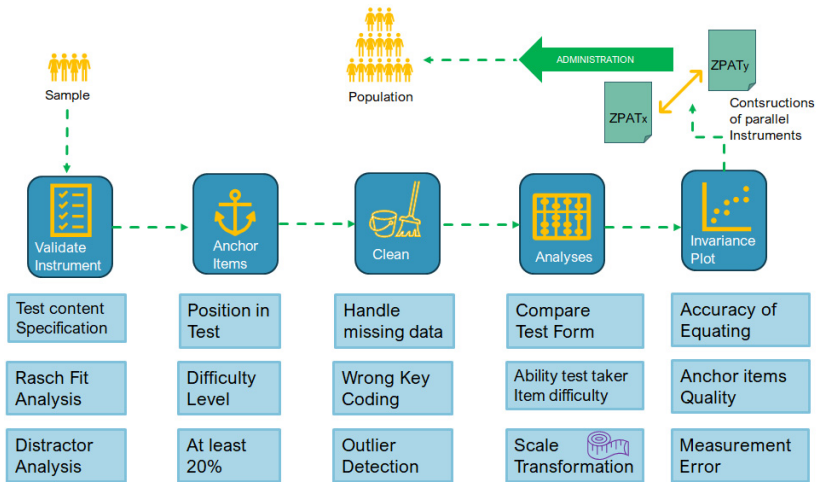 Sample
Population
ADMINISTRATION
ZPATy
ZPATx
Contsructions
of parallel
Instruments
Validate
Instrument
Anchor
Items
Clean
Analyses
Invariance
Plot
Test content
Specification
Position in
Test
Handle
missing data
Compare
Test Form
Accuracy of
Equating
Rasch Fit
Analysis
Difficulty
Level
Wrong Key
Coding
Ability test taker
Item difficulty
Anchor items
Quality
Distractor
Analysis
At least
20%
Outlier
Detection
Scale
Transformation
Measurement
Error